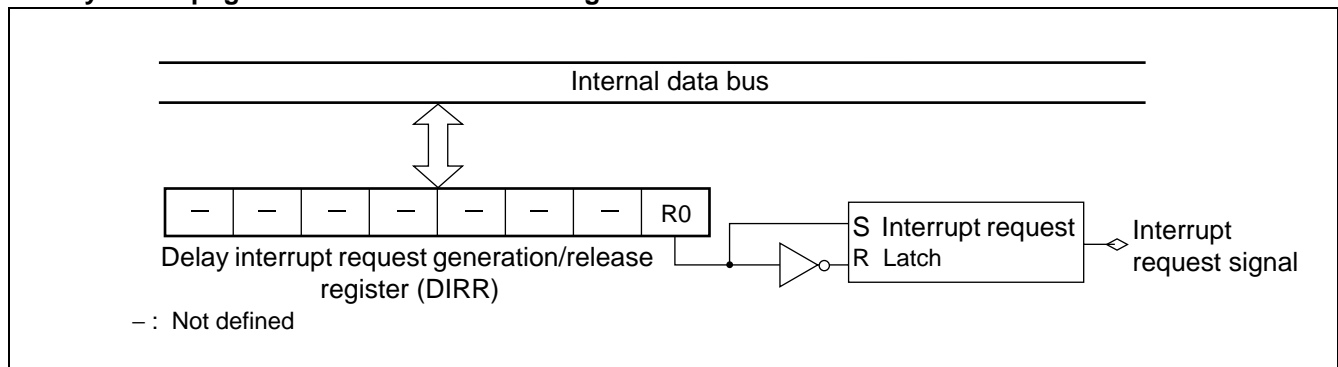 Internal data bus
– – – – – – – R0
Delay interrupt request generation/release
register (DIRR)
S Interrupt request
R Latch
Interrupt
request signal
– : Not defined